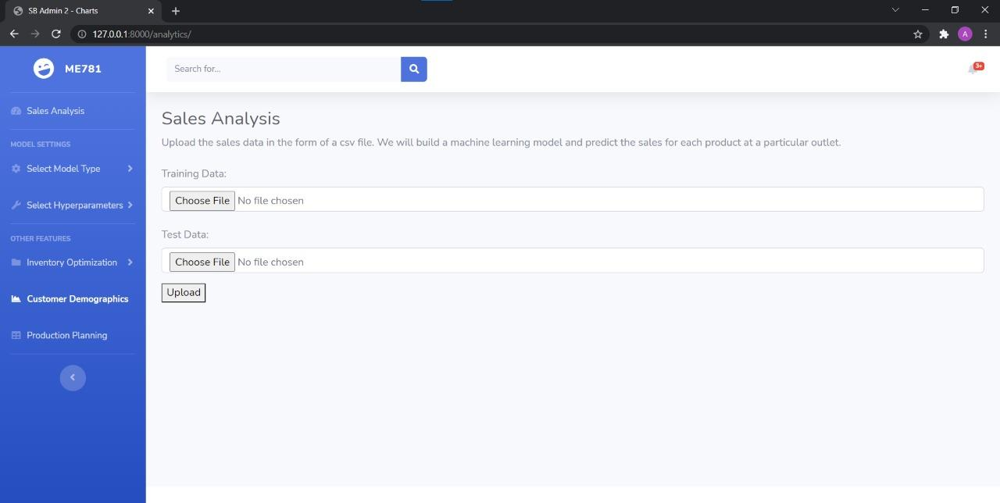 SB Admin 2 - Charts
127.0.0.1:8000/analytics/
A
ME781
Search for...
3+
Sales Analysis
MODEL SETTINGS
Select Model Type
Select Hyperparameters
OTHER FEATURES
Inventory Optimization
Customer Demographics
Production Planning
Sales Analysis
Upload the sales data in the form of a csv file. We will build a machine learning model and predict the sales for each product at a particular outlet.
Training Data:
Choose File No file chosen
Test Data:
Choose File No file chosen
Upload